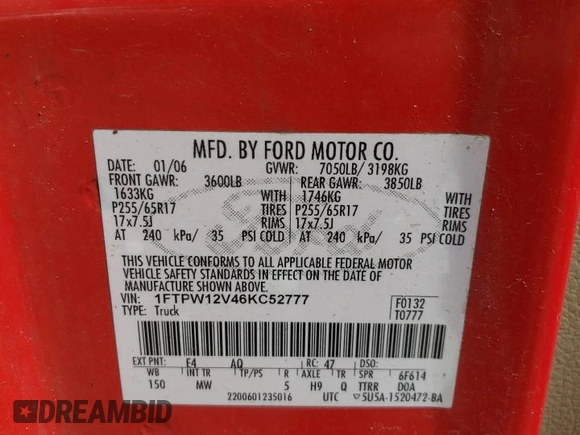 MFD. BY FORD MOTOR CO.
DATE: 01/06 GVWR: 7050LB/ 3198KG
FRONT GAWR: 3600LB REAR GAWR: 3850LB
1633KG WITH 1746KG WITH
P255/65R17 TIRES P255/65R17 TIRES
17x7.5J RIMS 17x7.5J RIMS
AT 240 kPa/ 35 PSI COLD AT 240 kPa/ 35 PSI COLD
THIS VEHICLE CONFORMS TO ALL APPLICABLE FEDERAL MOTOR
VEHICLE SAFETY STANDARDS IN EFFECT ON THE DATE OF
MANUFACTURE SHOWN ABOVE.
VIN: 1FTPW12V46KC52777 F0132
TYPE: Truck T0777
EXT PNT: F4 AQ RC: 47 DSO:
WB INT TR TP/PS R AXLE TR SPR 6F614
150 MW 5 H9 Q TTRR DOA
2200601235016 UTC ▽5U5A-1520472-BA
DREAMBID